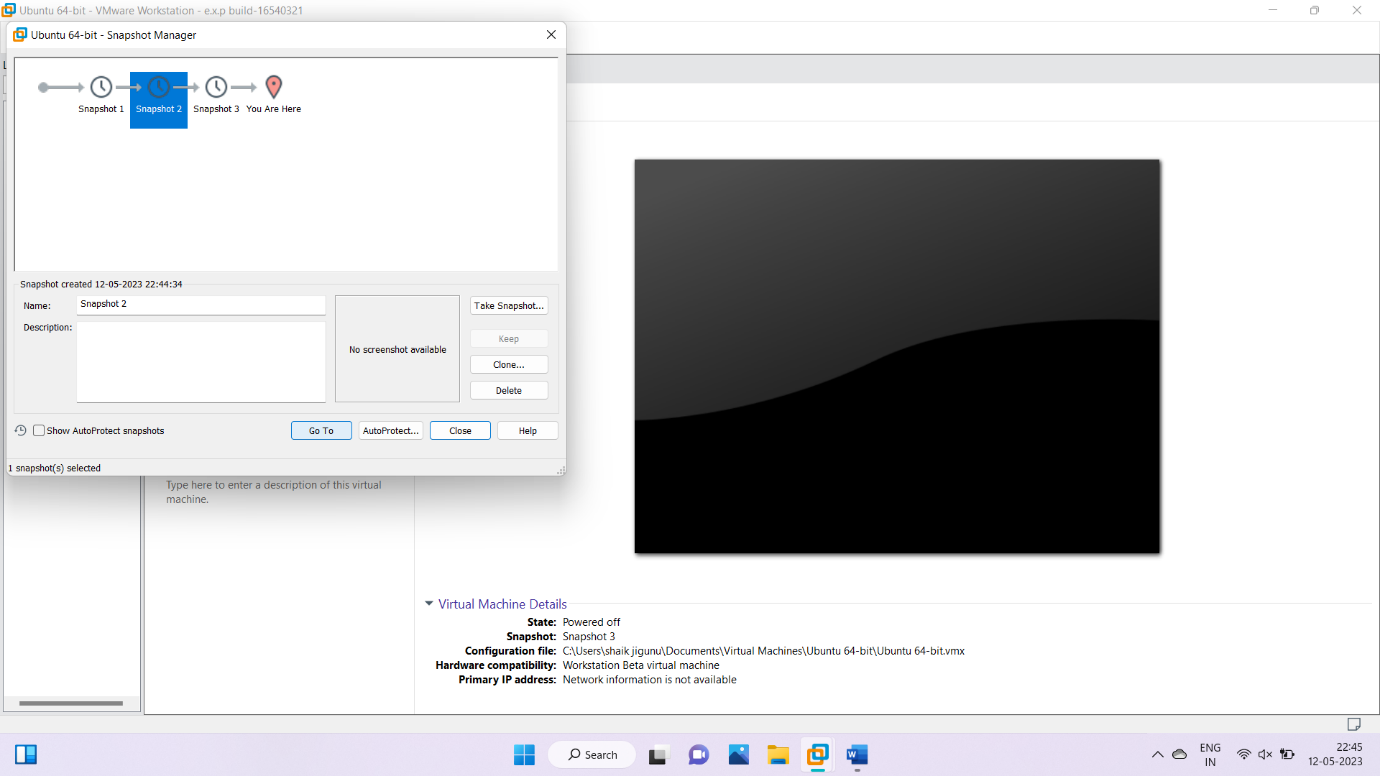 Ubuntu 64-bit - VMware Workstation - e.x.p build-16540321
Ubuntu 64-bit - Snapshot Manager
Snapshot 1
Snapshot 2
Snapshot 3
You Are Here
Snapshot created 12-05-2023 22:44:34
Name:
Snapshot 2
Description:
No screenshot available
Take Snapshot...
Keep
Clone...
Delete
Show AutoProtect snapshots
Go To
AutoProtect...
Close
Help
1 snapshot(s) selected
Type here to enter a description of this virtual
machine.
Virtual Machine Details
State: Powered off
Snapshot: Snapshot 3
Configuration file: C:\Users\shaik jigunu\Documents\Virtual Machines\Ubuntu 64-bit\Ubuntu 64-bit.vmx
Hardware compatibility: Workstation Beta virtual machine
Primary IP address: Network information is not available
Search
ENG
IN
22:45
12-05-2023